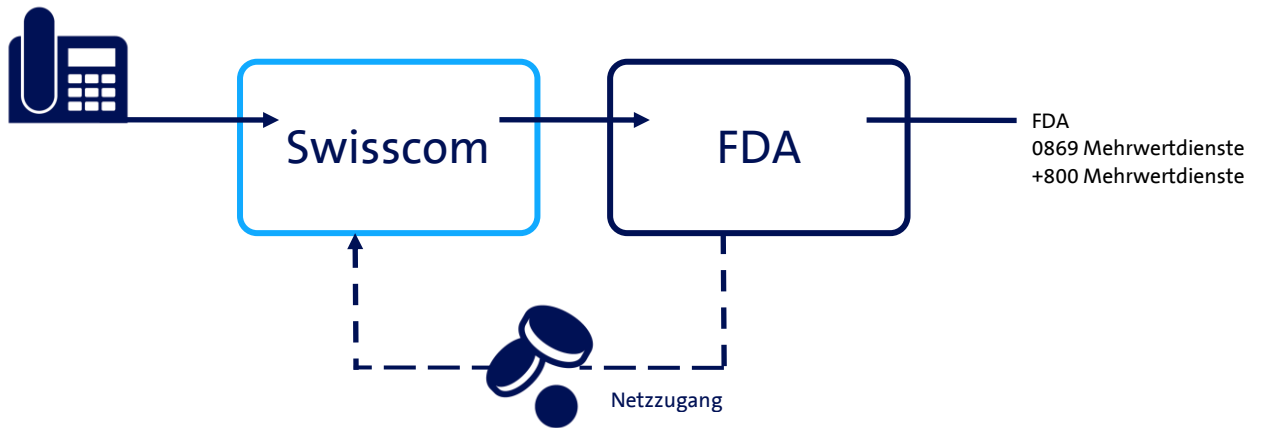 Swisscom
FDA
FDA
0869 Mehrwertdienste
+800 Mehrwertdienste
Netzzugang